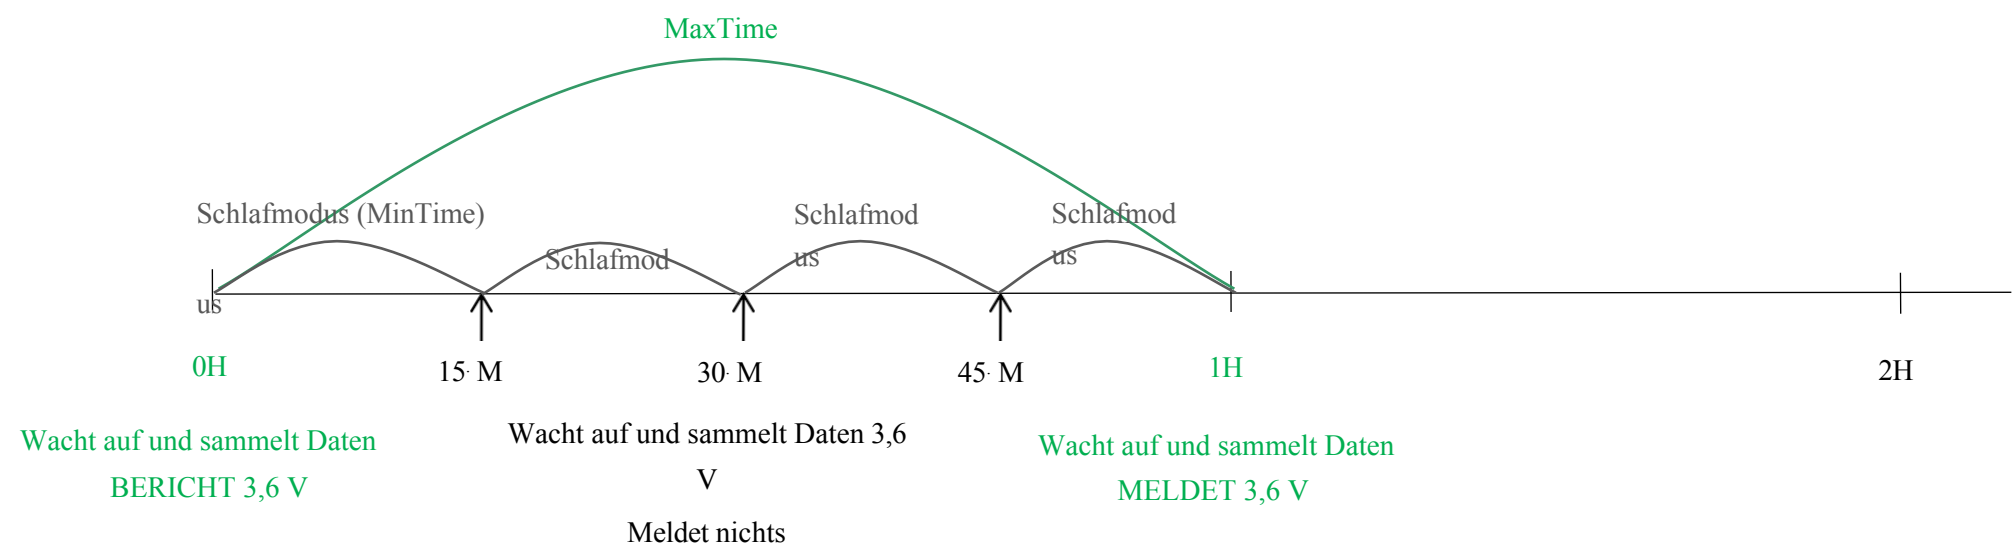 MaxTime
Schlafmodus (MinTime)
Schlafmod
us
Schlafmod
us
Schlafmod
us
0H
15. M
30. M
45. M
1H
2H
Wacht auf und sammelt Daten
BERICHT 3,6 V
Wacht auf und sammelt Daten 3,6
V
Meldet nichts
Wacht auf und sammelt Daten
MELDET 3,6 V